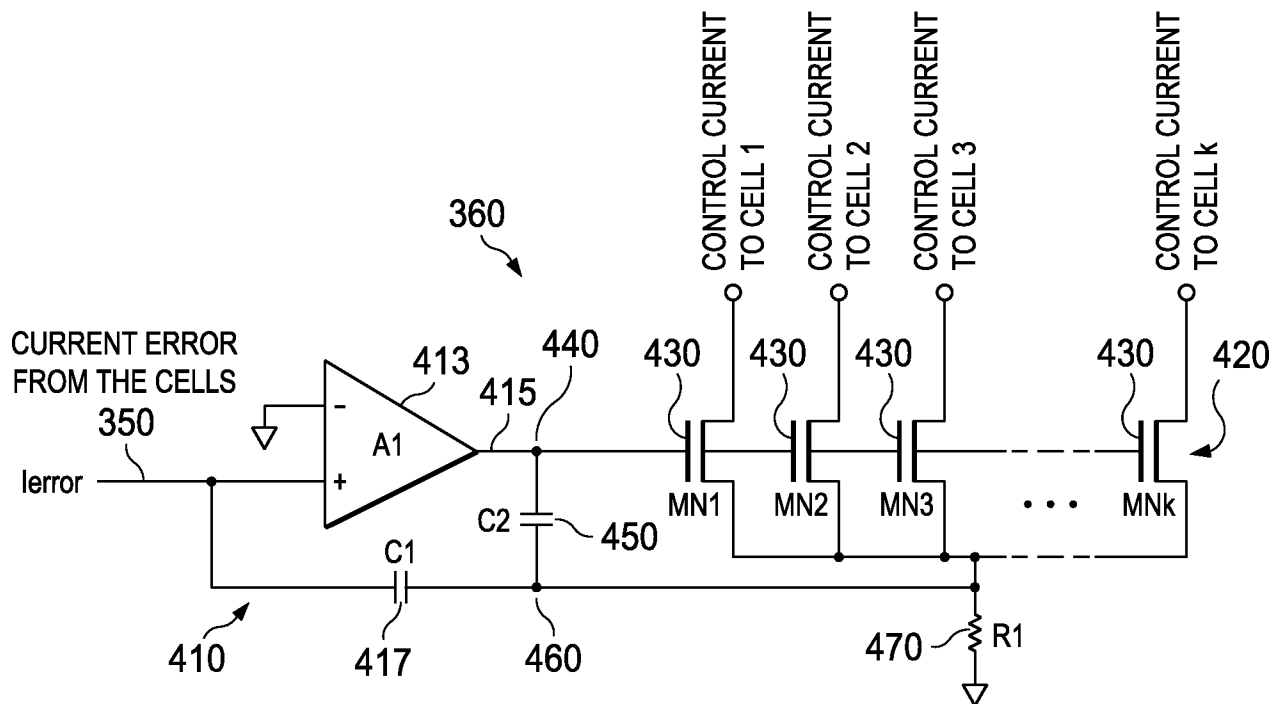 CONTROL CURRENT
TO CELL 1
CONTROL CURRENT
TO CELL 2
CONTROL CURRENT
TO CELL 3
CONTROL CURRENT
TO CELL k
360
CURRENT ERROR
FROM THE CELLS
350
Ierror
413
415
440
A1
-
+
430
430
430
430
420
MN1
MN2
MN3
MNk
C2
450
C1
410
417
460
470
R1